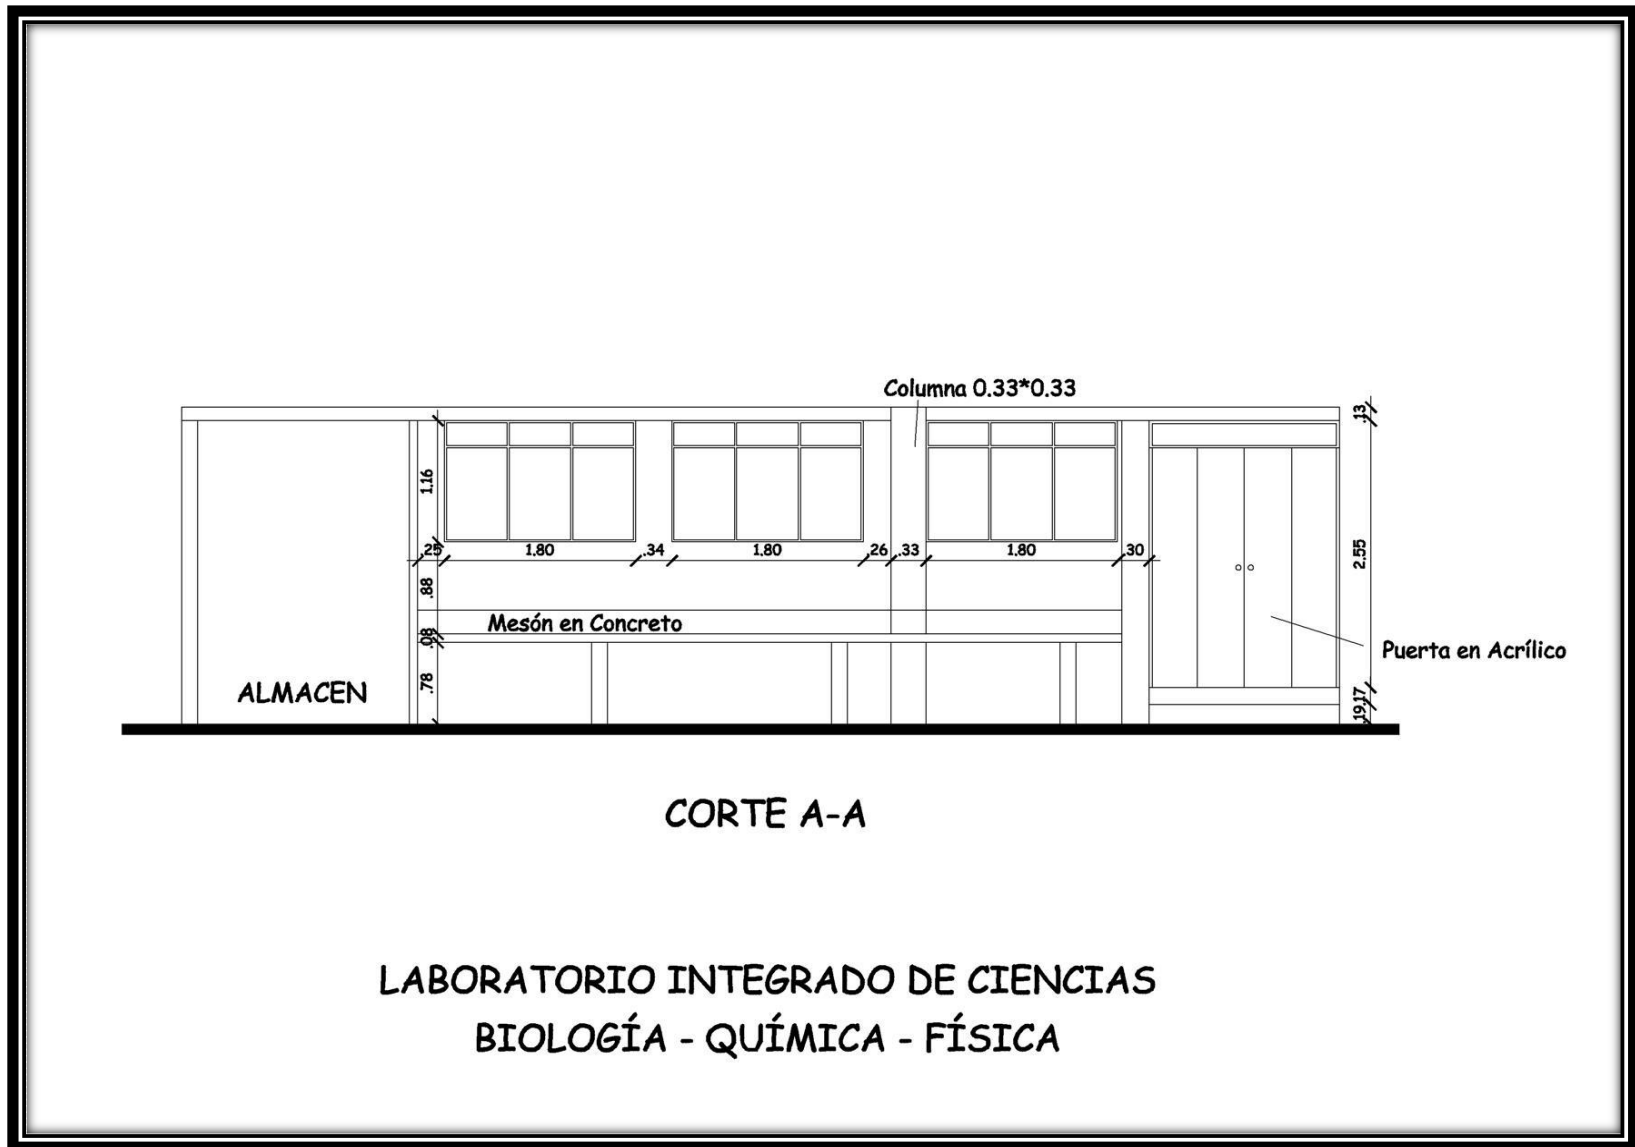 Columna 0.33*0.33
.13
1.16
.25
1.80
.34
1.80
.26
.33
1.80
.30
2.55
.88
Mesón en Concreto
.08
Puerta en Acrílico
.78
ALMACEN
.17
.19
CORTE A-A
LABORATORIO INTEGRADO DE CIENCIAS
BIOLOGÍA - QUÍMICA - FÍSICA